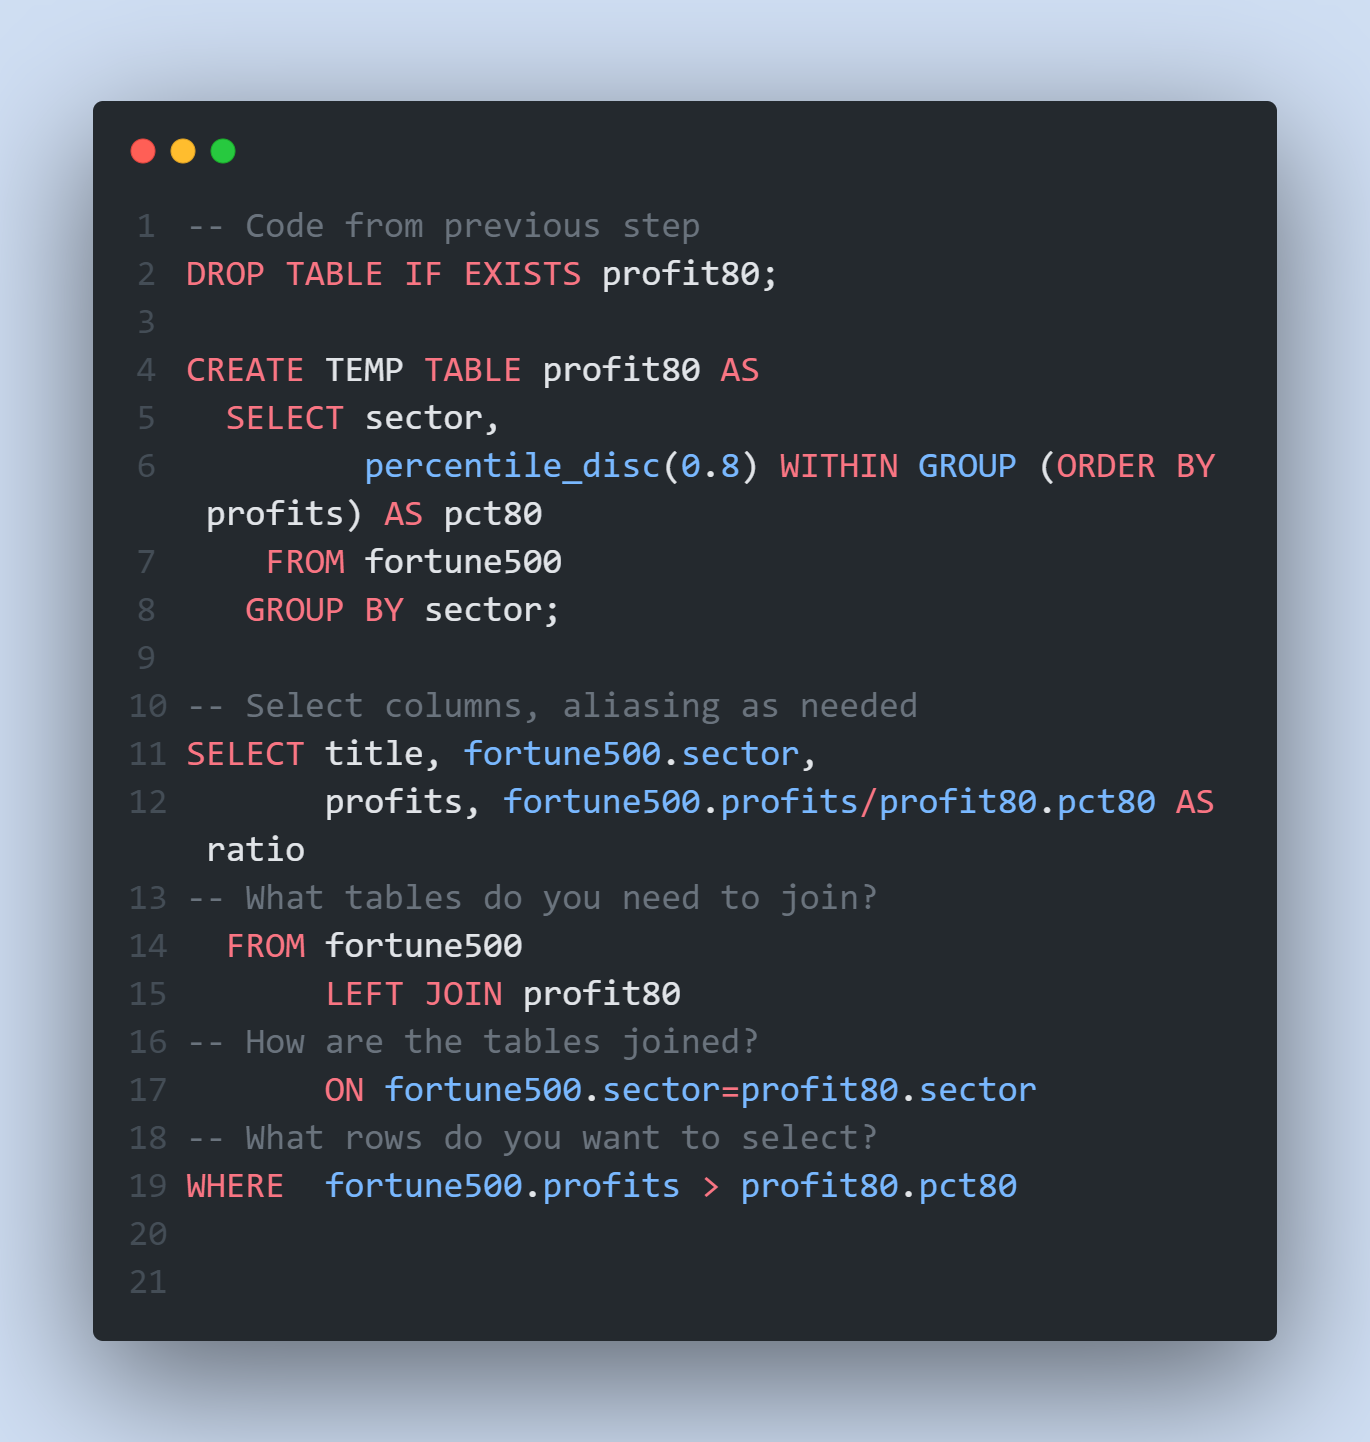 1 -- Code from previous step
2 DROP TABLE IF EXISTS profit80;
3
4 CREATE TEMP TABLE profit80 AS
5   SELECT sector,
6          percentile_disc(0.8) WITHIN GROUP (ORDER BY
 profits) AS pct80
7     FROM fortune500
8    GROUP BY sector;
9
10 -- Select columns, aliasing as needed
11 SELECT title, fortune500.sector,
12        profits, fortune500.profits/profit80.pct80 AS
 ratio
13 -- What tables do you need to join?
14   FROM fortune500
15        LEFT JOIN profit80
16 -- How are the tables joined?
17        ON fortune500.sector=profit80.sector
18 -- What rows do you want to select?
19 WHERE  fortune500.profits > profit80.pct80
20
21